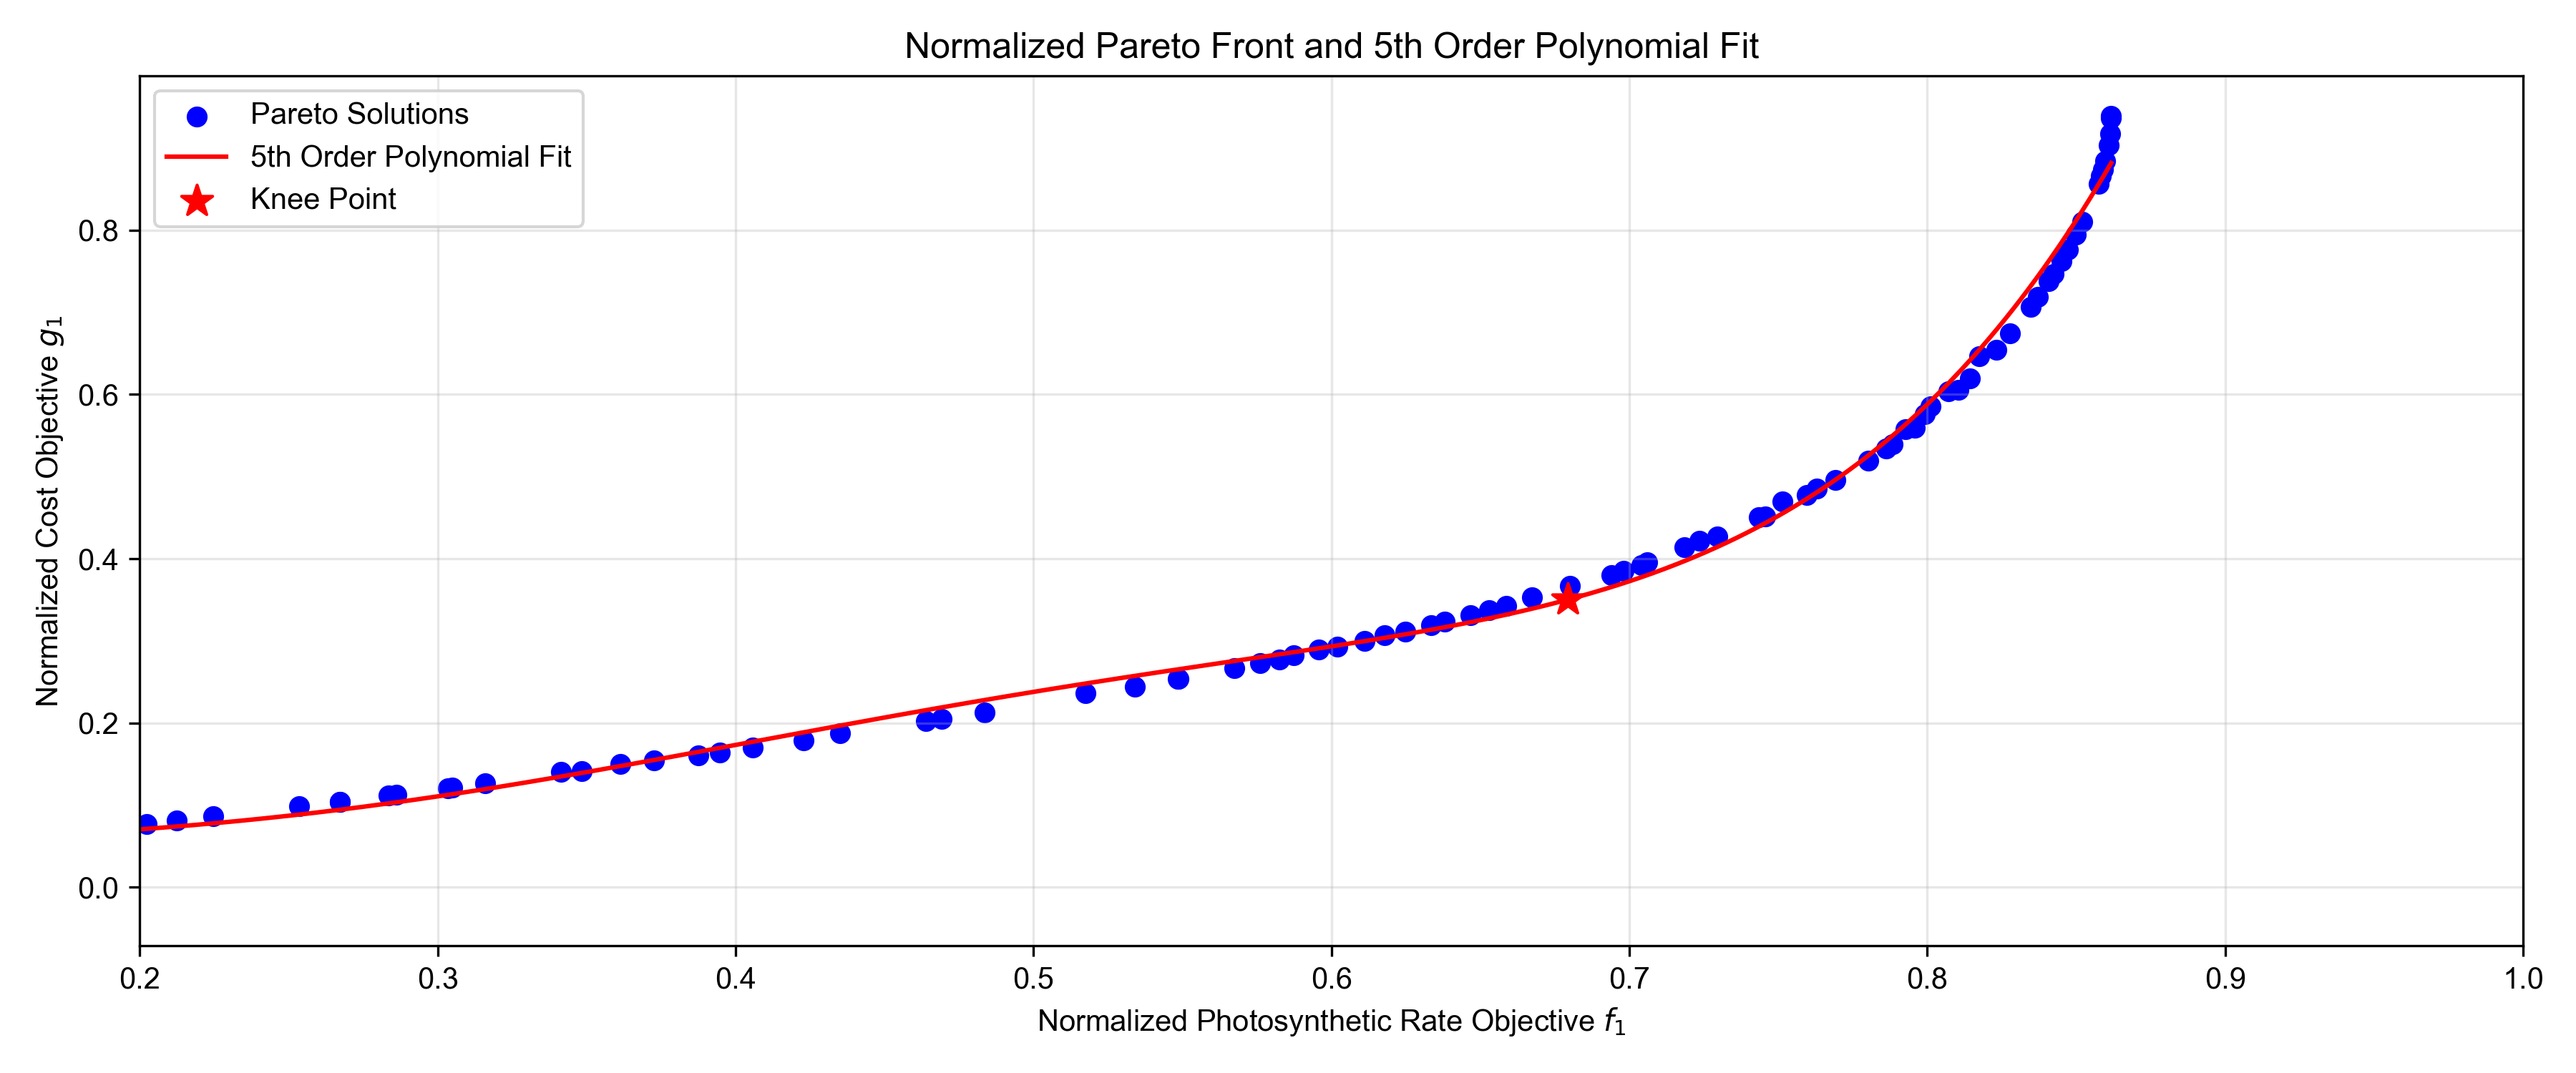 Normalized Pareto Front and 5th Order Polynomial Fit
Pareto Solutions
5th Order Polynomial Fit
Knee Point
Normalized Cost Objective g₁
0.8
0.6
0.4
0.2
0.0
0.2 0.3 0.4 0.5 0.6 0.7 0.8 0.9 1.0
Normalized Photosynthetic Rate Objective f₁